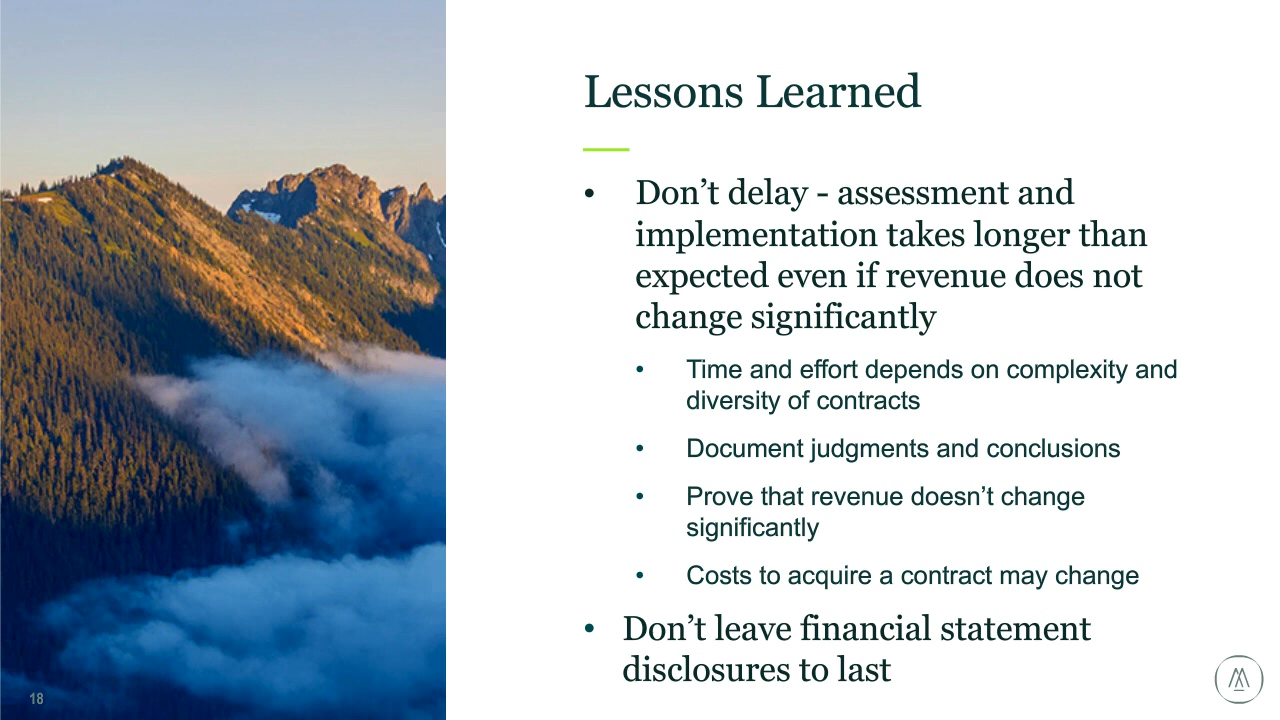 Lessons Learned
• Don’t delay - assessment and
implementation takes longer than
expected even if revenue does not
change significantly
• Time and effort depends on complexity and
diversity of contracts
• Document judgments and conclusions
• Prove that revenue doesn’t change
significantly
• Costs to acquire a contract may change
• Don’t leave financial statement
disclosures to last
18